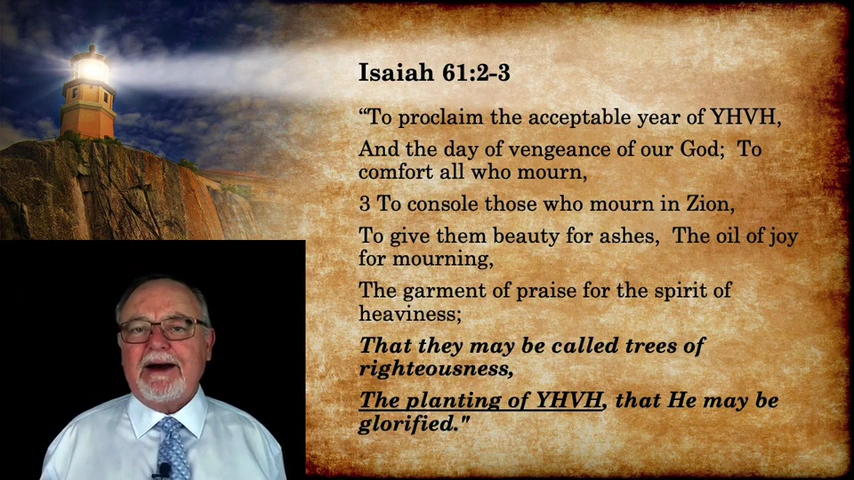 Isaiah 61:2-3
“To proclaim the acceptable year of YHVH,
And the day of vengeance of our God;  To
comfort all who mourn,
3 To console those who mourn in Zion,
To give them beauty for ashes,  The oil of joy
for mourning,
The garment of praise for the spirit of
heaviness;
That they may be called trees of
righteousness,
The planting of YHVH, that He may be
glorified."